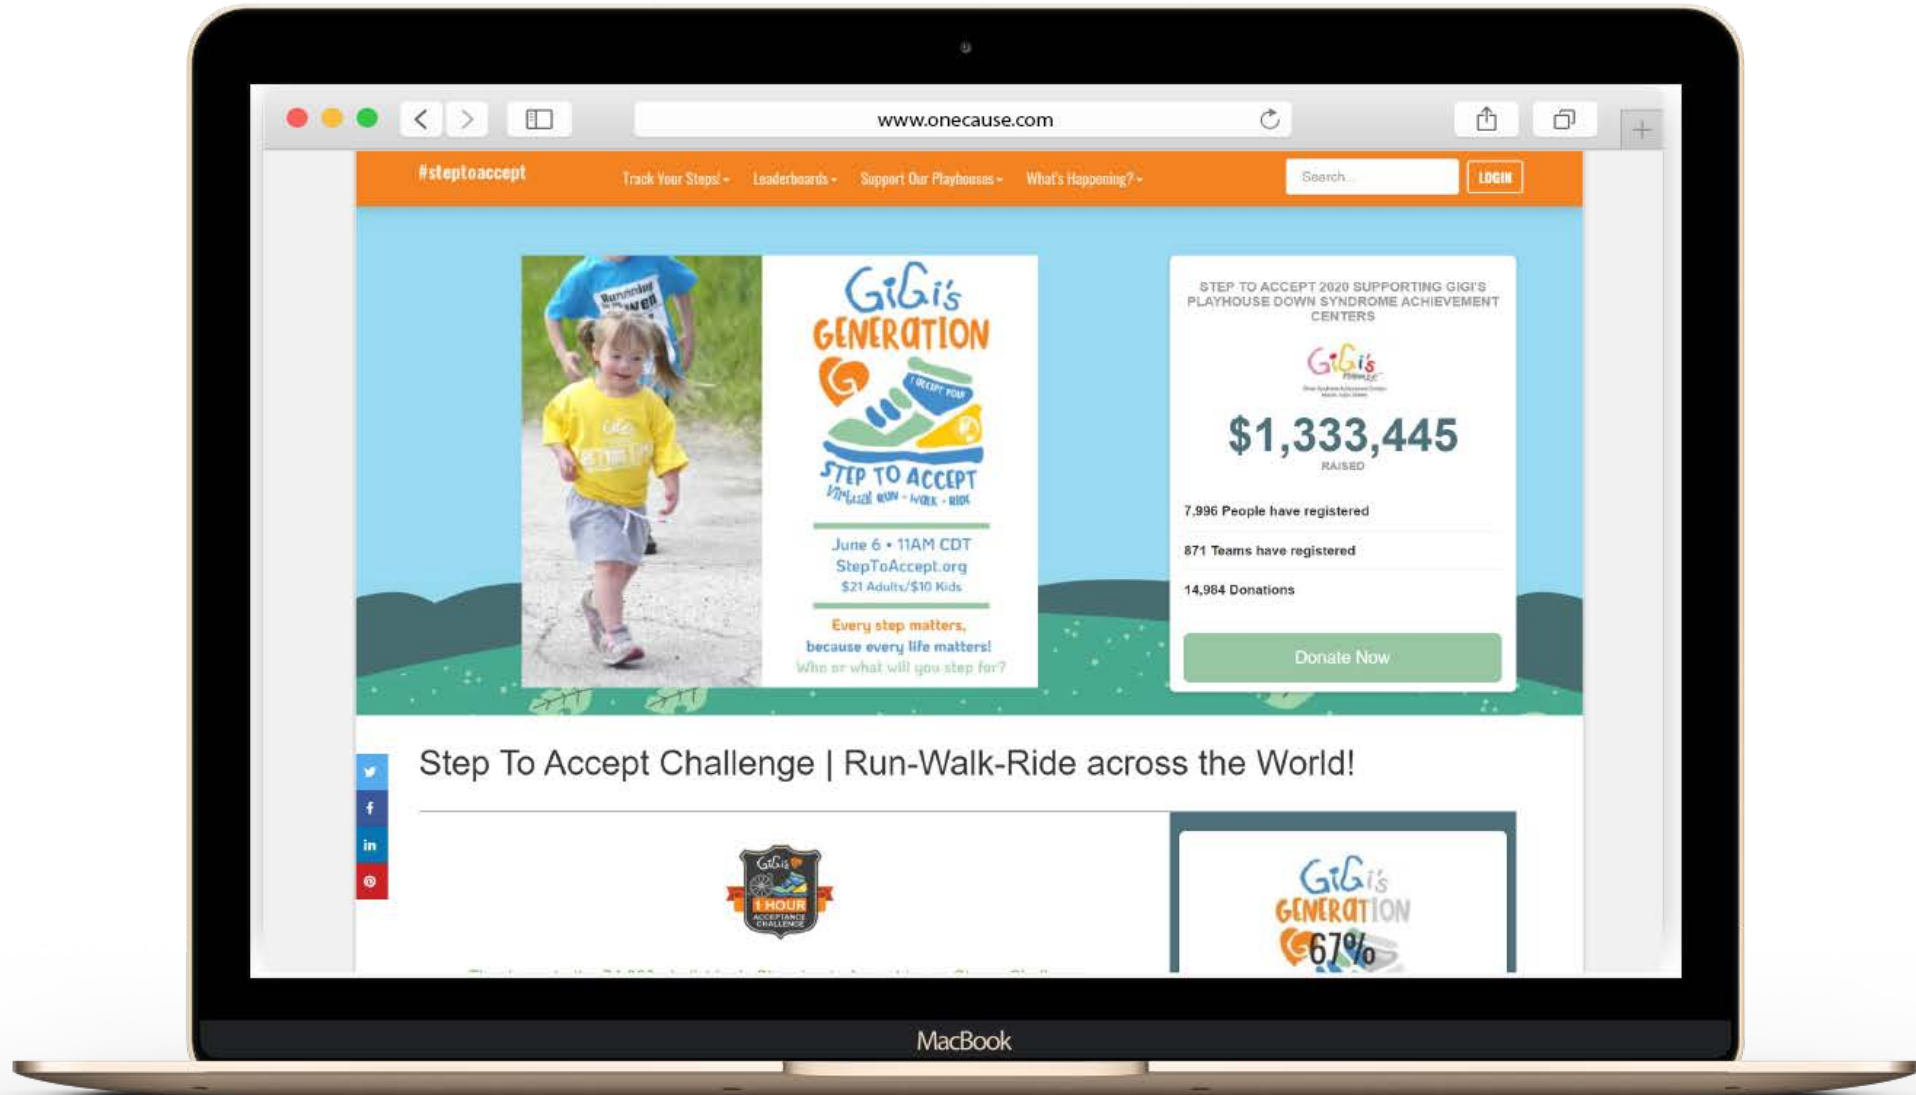 www.onecause.com
#steptoaccept
Track Your Steps!
Leaderboards
Support Our Playhouses
What's Happening?
Search...
LOGIN
Running
GiGi's
GENERATION
G
I ACCEPT YOU!
STEP TO ACCEPT
Virtual RUN - WALK - RIDE
June 6 • 11AM CDT
StepToAccept.org
$21 Adults/$10 Kids
Every step matters,
because every life matters!
Who or what will you step for?
STEP TO ACCEPT 2020 SUPPORTING GIGI'S
PLAYHOUSE DOWN SYNDROME ACHIEVEMENT
CENTERS
GiGi's
$1,333,445
RAISED
7,996 People have registered
871 Teams have registered
14,984 Donations
Donate Now
Step To Accept Challenge | Run-Walk-Ride across the World!
f
in
GiGi's
1 HOUR
ACCEPTANCE
CHALLENGE
GiGi's
GENERATION
G 67%
MacBook